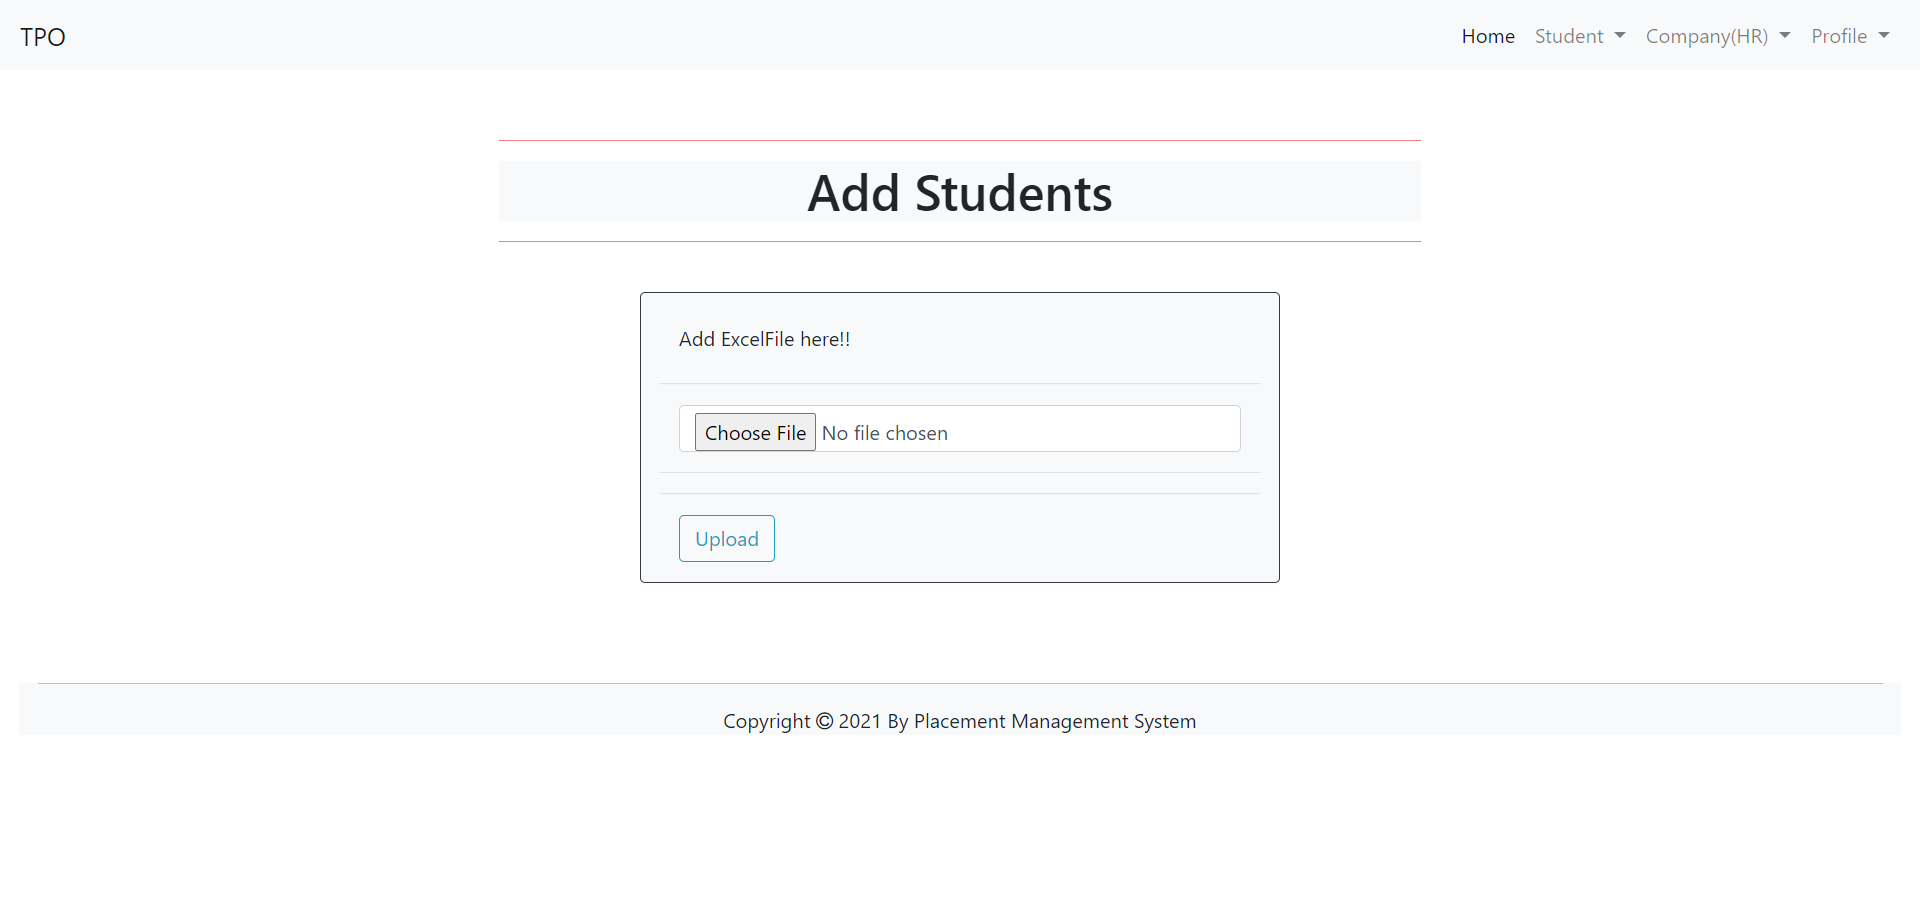 TPO Home Student Company(HR) Profile
Add Students
Add ExcelFile here!!
Choose File No file chosen
Upload
Copyright © 2021 By Placement Management System